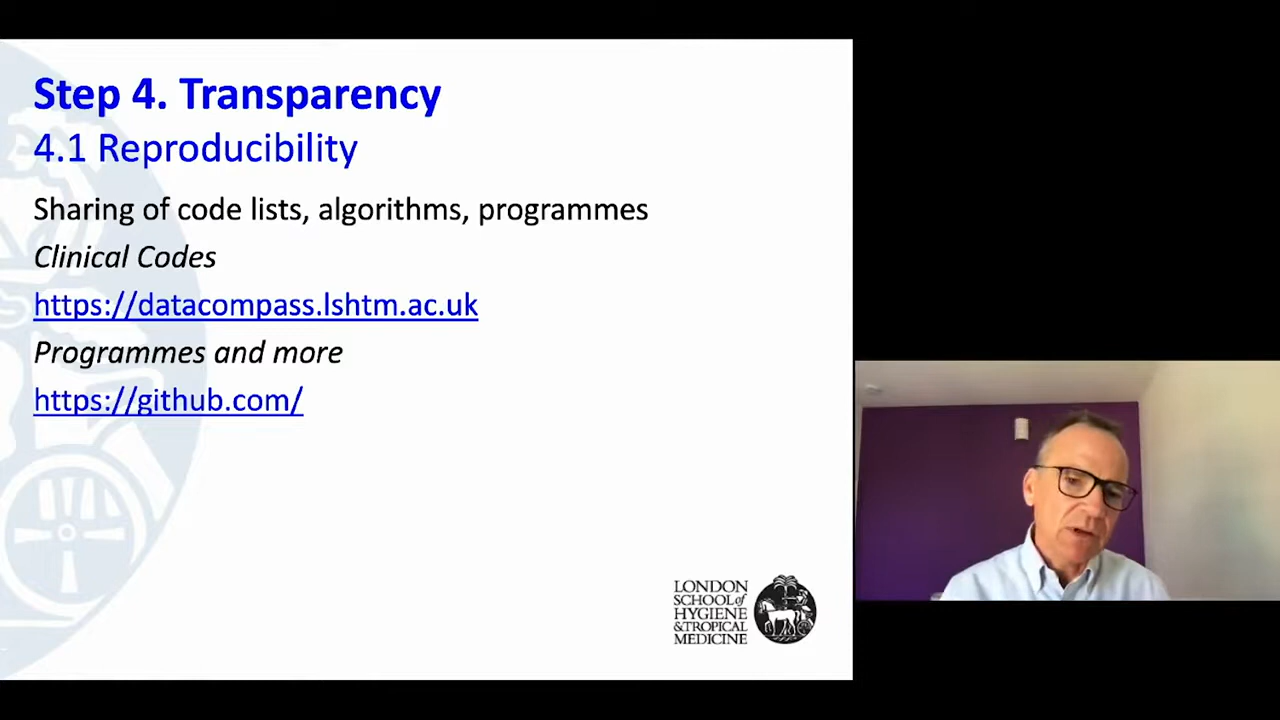 Step 4. Transparency
4.1 Reproducibility
Sharing of code lists, algorithms, programmes
Clinical Codes
https://datacompass.lshtm.ac.uk
Programmes and more
https://github.com/
LONDON
SCHOOL of
HYGIENE
& TROPICAL
MEDICINE